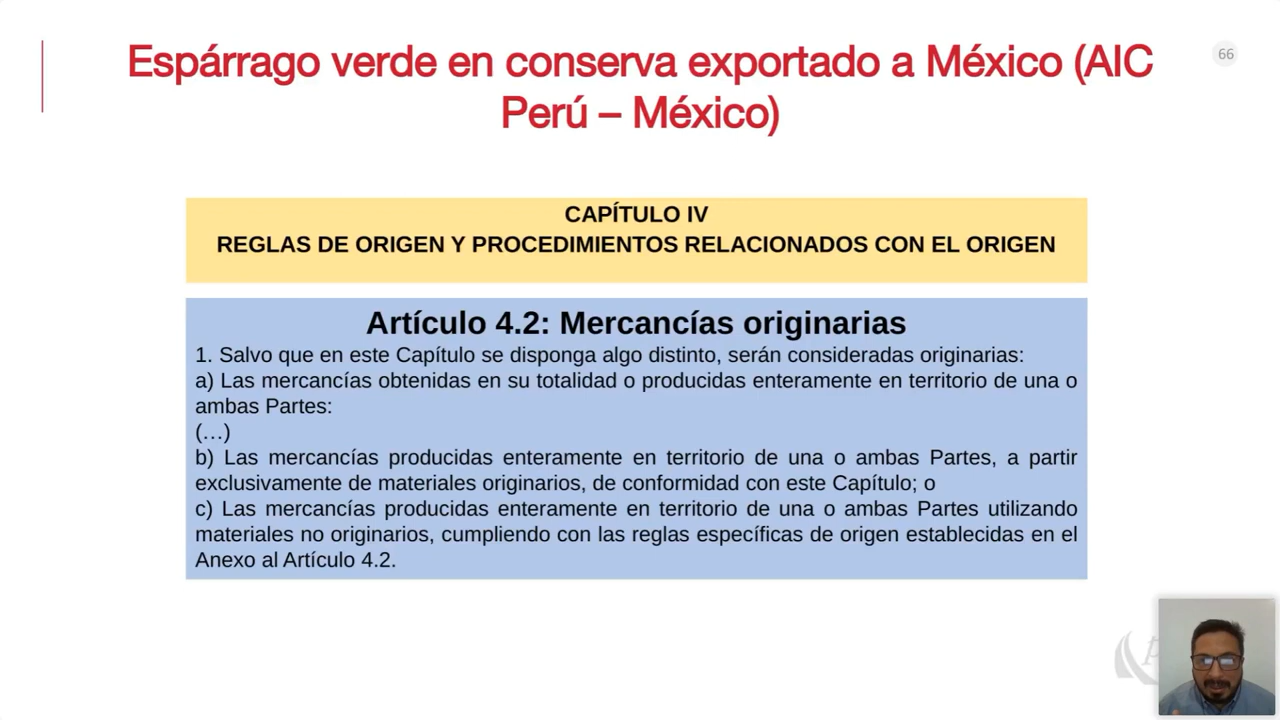 Espárrago verde en conserva exportado a México (AIC
Perú – México)
66
CAPÍTULO IV
REGLAS DE ORIGEN Y PROCEDIMIENTOS RELACIONADOS CON EL ORIGEN
Artículo 4.2: Mercancías originarias
1. Salvo que en este Capítulo se disponga algo distinto, serán consideradas originarias:
a) Las mercancías obtenidas en su totalidad o producidas enteramente en territorio de una o
ambas Partes:
(…)
b) Las mercancías producidas enteramente en territorio de una o ambas Partes, a partir
exclusivamente de materiales originarios, de conformidad con este Capítulo; o
c) Las mercancías producidas enteramente en territorio de una o ambas Partes utilizando
materiales no originarios, cumpliendo con las reglas específicas de origen establecidas en el
Anexo al Artículo 4.2.